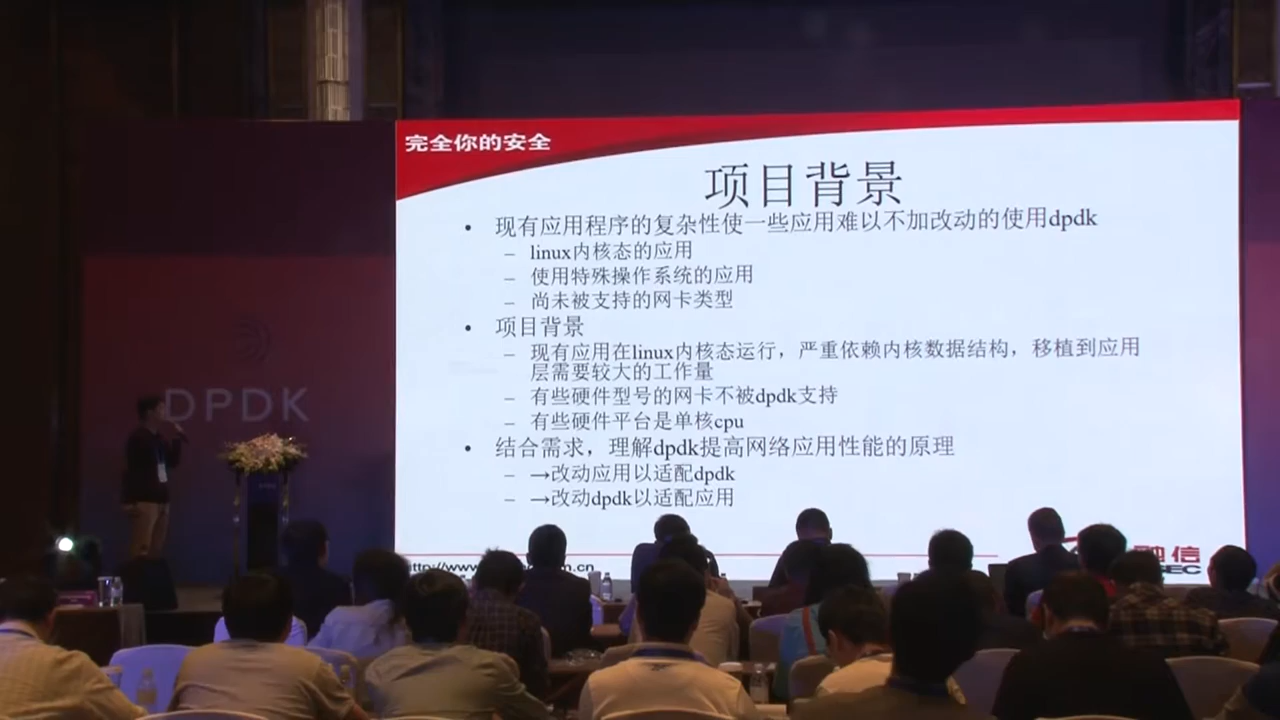 完全你的安全
项目背景
• 现有应用程序的复杂性使一些应用难以不加改动的使用dpdk
– linux内核态的应用
– 使用特殊操作系统的应用
– 尚未被支持的网卡类型
• 项目背景
– 现有应用在linux内核态运行，严重依赖内核数据结构，移植到应用
层需要较大的工作量
– 有些硬件型号的网卡不被dpdk支持
– 有些硬件平台是单核cpu
• 结合需求，理解dpdk提高网络应用性能的原理
– →改动应用以适配dpdk
– →改动dpdk以适配应用
DPDK
http://www.
.cn
融信
SEC